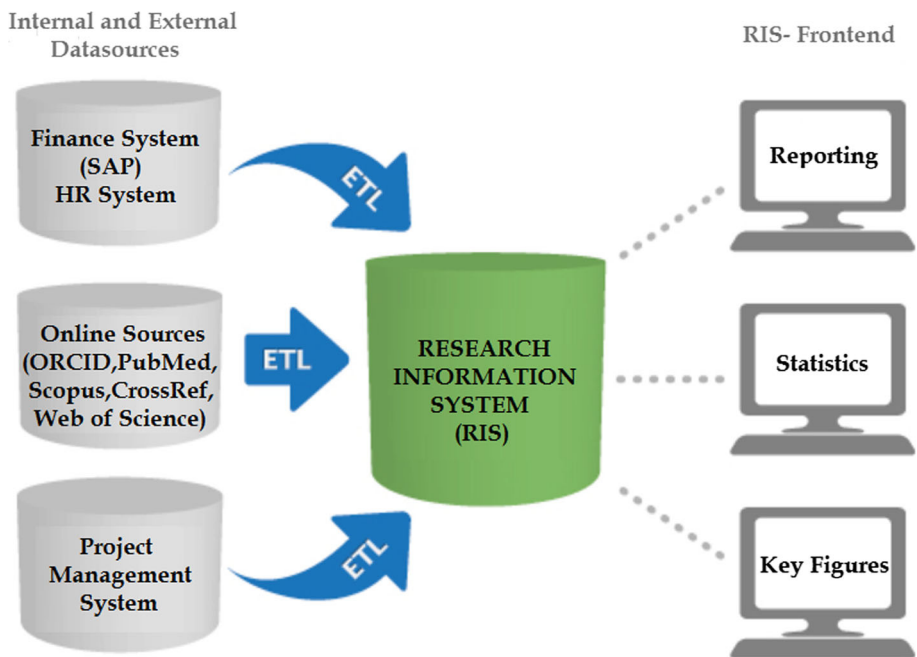 Internal and External
Datasources
RIS- Frontend
Finance System
(SAP)
HR System
ETL
Reporting
Online Sources
(ORCID,PubMed,
Scopus,CrossRef,
Web of Science)
ETL
RESEARCH
INFORMATION
SYSTEM
(RIS)
Statistics
Project
Management
System
ETL
Key Figures